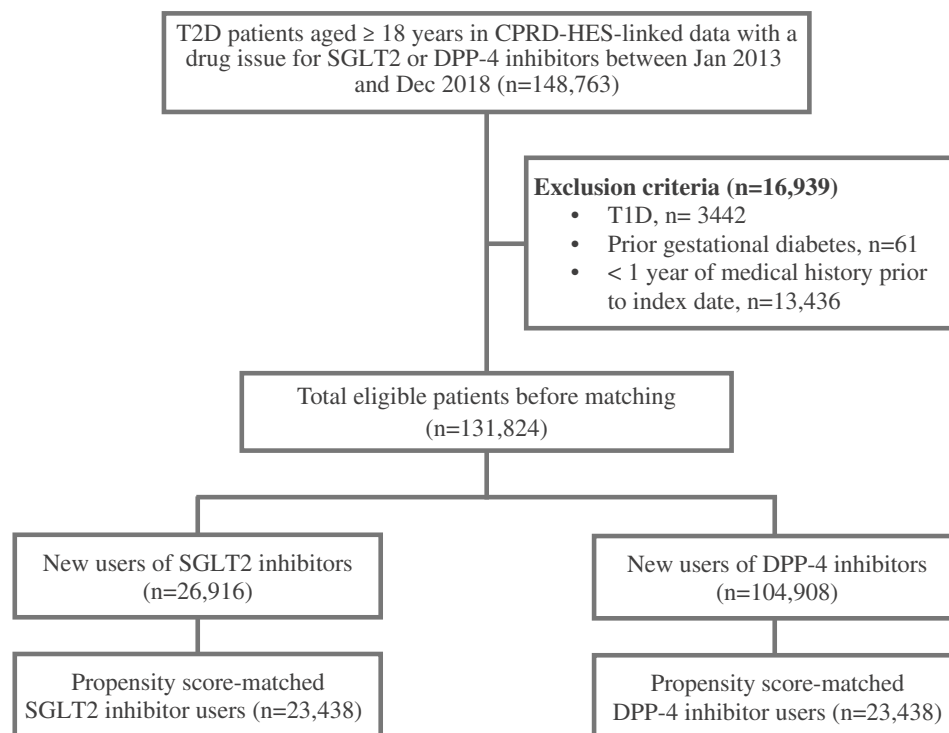 T2D patients aged ≥ 18 years in CPRD-HES-linked data with a
drug issue for SGLT2 or DPP-4 inhibitors between Jan 2013
and Dec 2018 (n=148,763)
Exclusion criteria (n=16,939)
• T1D, n= 3442
• Prior gestational diabetes, n=61
• < 1 year of medical history prior
to index date, n=13,436
Total eligible patients before matching
(n=131,824)
New users of SGLT2 inhibitors
(n=26,916)
New users of DPP-4 inhibitors
(n=104,908)
Propensity score-matched
SGLT2 inhibitor users (n=23,438)
Propensity score-matched
DPP-4 inhibitor users (n=23,438)